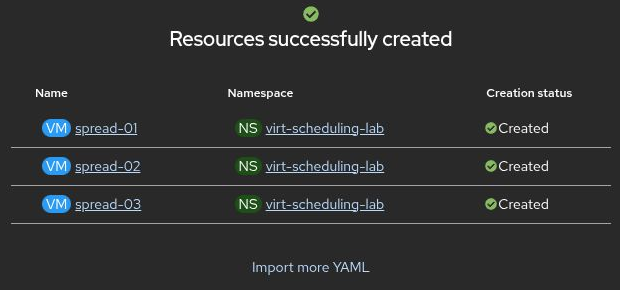 Resources successfully created
Name Namespace Creation status
VM spread-01 NS virt-scheduling-lab Created
VM spread-02 NS virt-scheduling-lab Created
VM spread-03 NS virt-scheduling-lab Created
Import more YAML